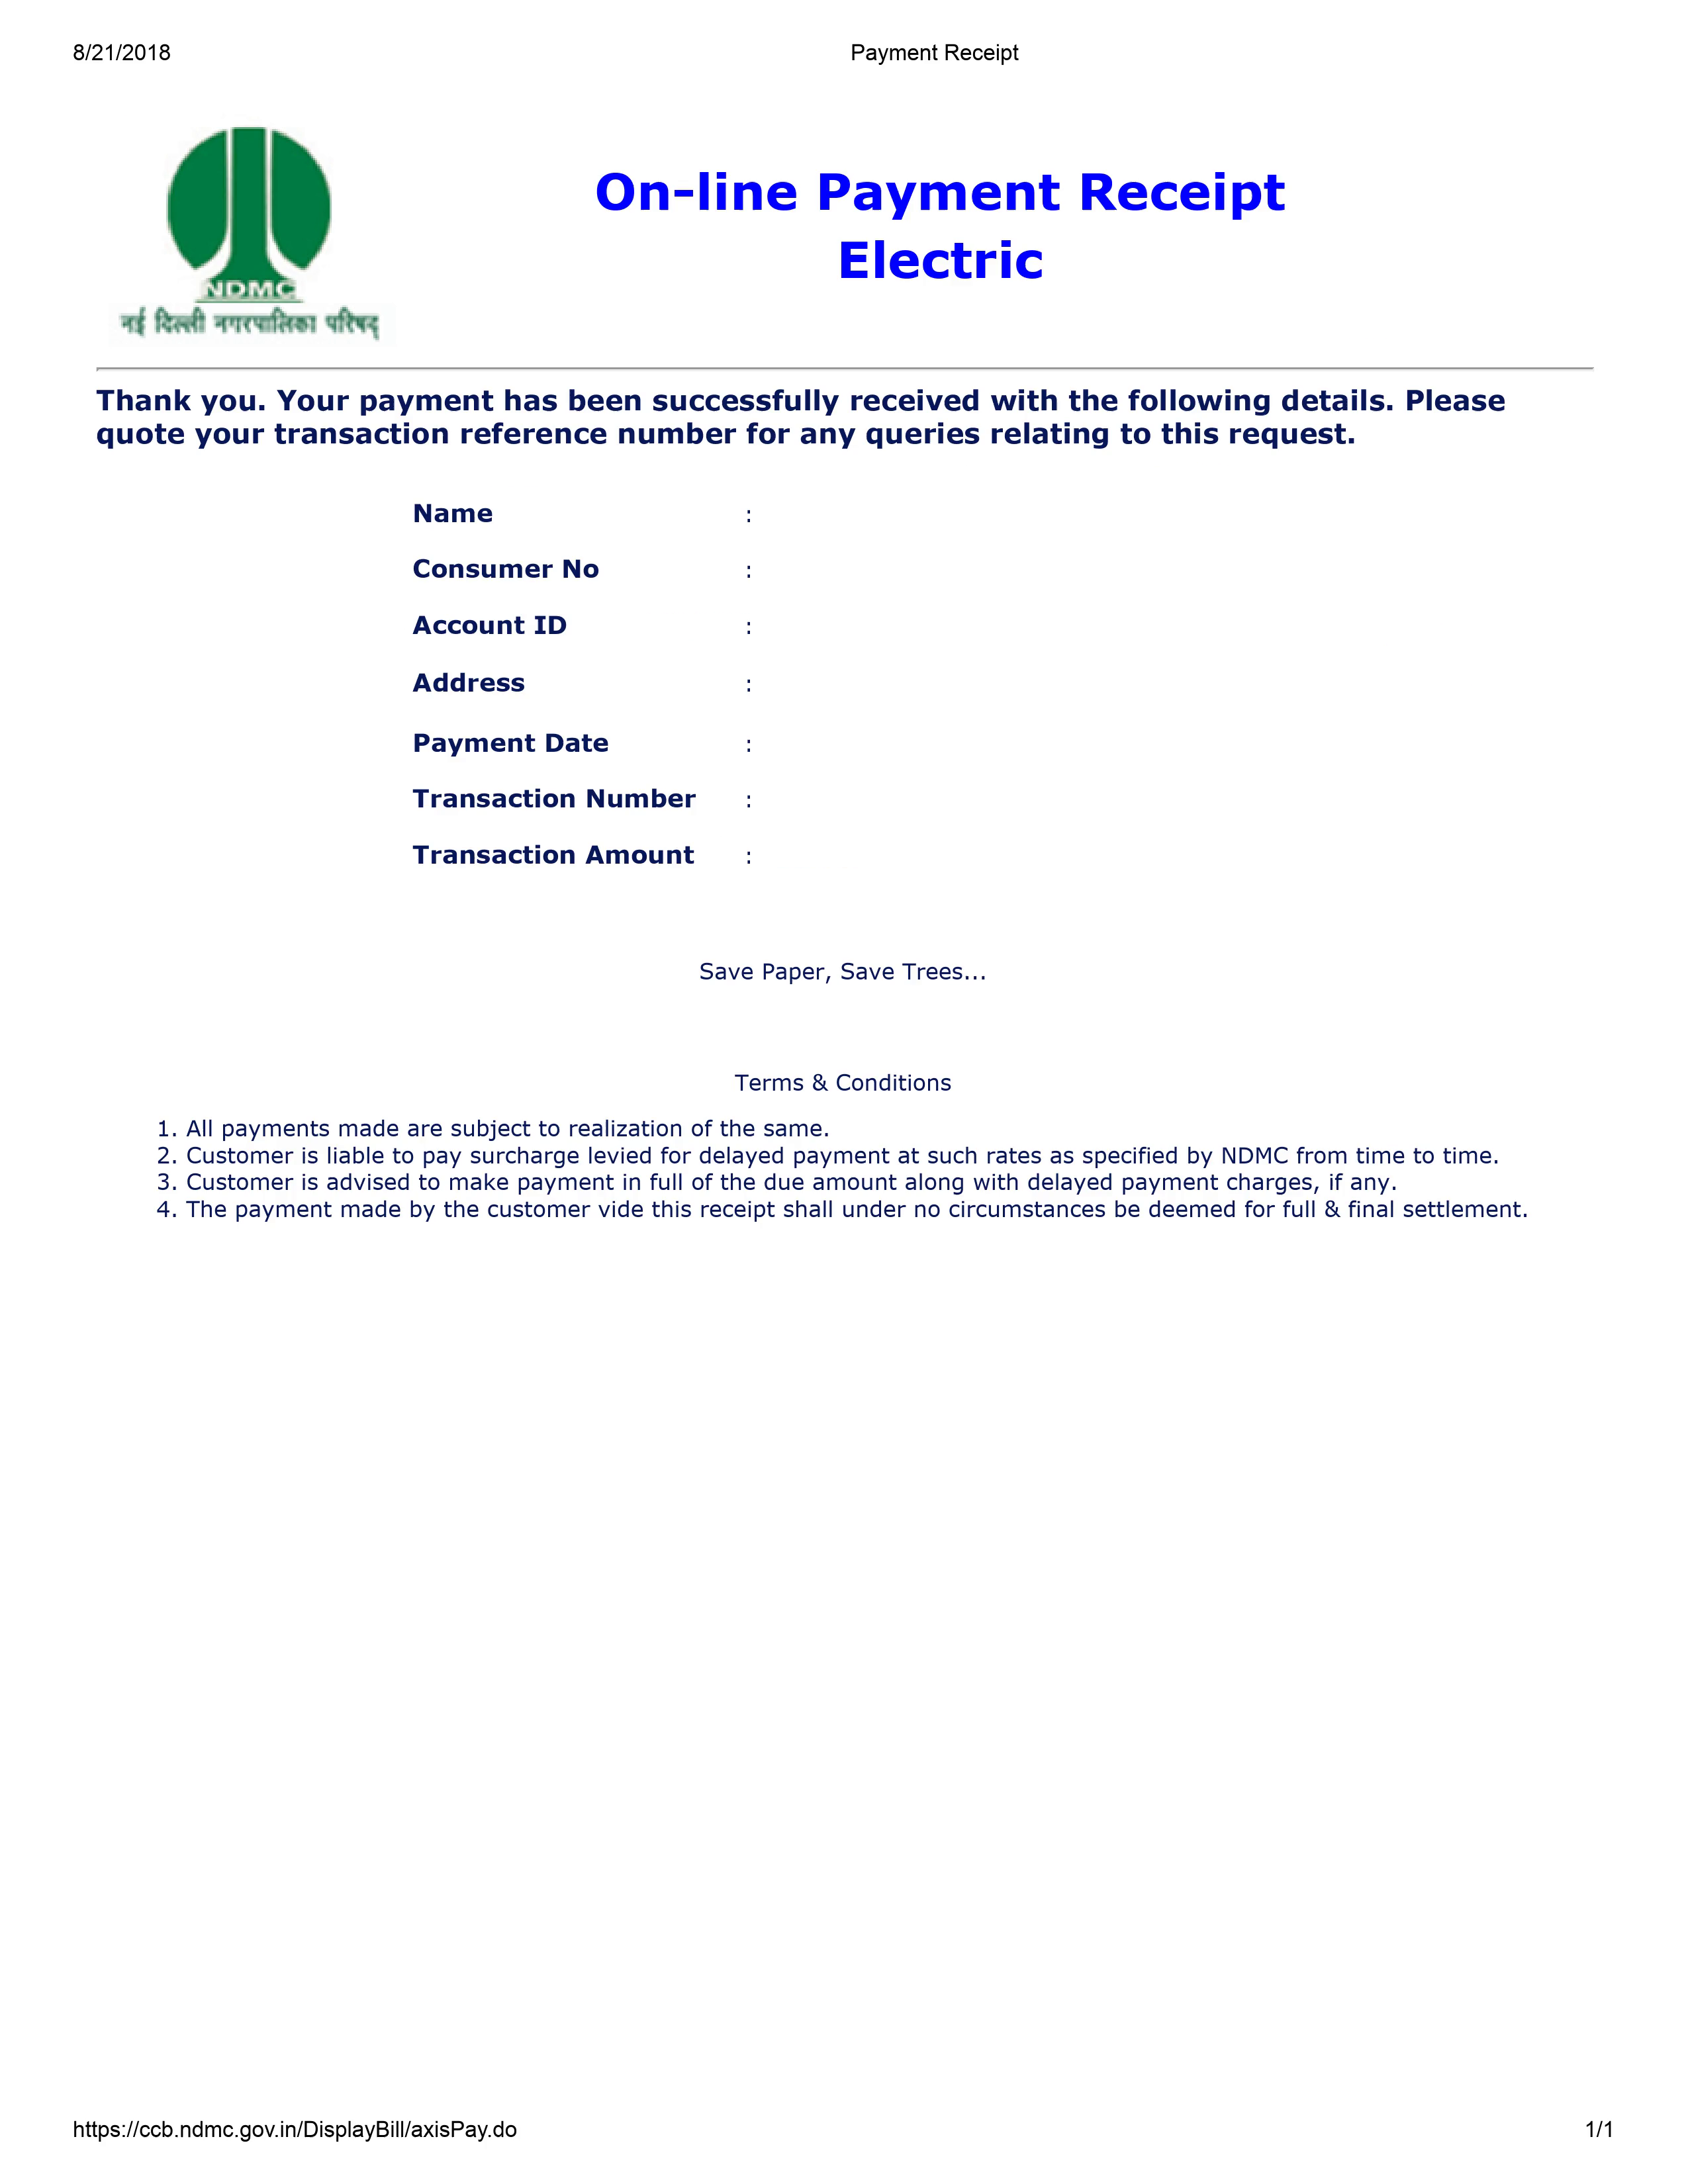 8/21/2018 Payment Receipt
NDMC
नई दिल्ली नगरपालिका परिषद्
On-line Payment Receipt
Electric
Thank you. Your payment has been successfully received with the following details. Please
quote your transaction reference number for any queries relating to this request.
Name :
Consumer No :
Account ID :
Address :
Payment Date :
Transaction Number :
Transaction Amount :
Save Paper, Save Trees...
Terms & Conditions
1. All payments made are subject to realization of the same.
2. Customer is liable to pay surcharge levied for delayed payment at such rates as specified by NDMC from time to time.
3. Customer is advised to make payment in full of the due amount along with delayed payment charges, if any.
4. The payment made by the customer vide this receipt shall under no circumstances be deemed for full & final settlement.
https://ccb.ndmc.gov.in/DisplayBill/axisPay.do 1/1